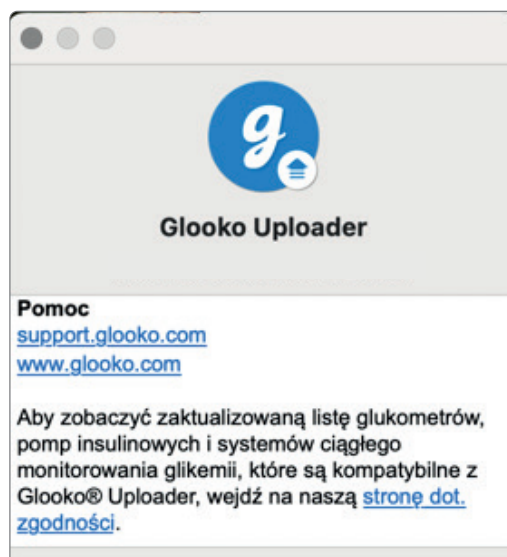 g
Glooko Uploader
Pomoc
support.glooko.com
www.glooko.com
Aby zobaczyć zaktualizowaną listę glukometrów,
pomp insulinowych i systemów ciągłego
monitorowania glikemii, które są kompatybilne z
Glooko® Uploader, wejdź na naszą stronę dot.
zgodności.